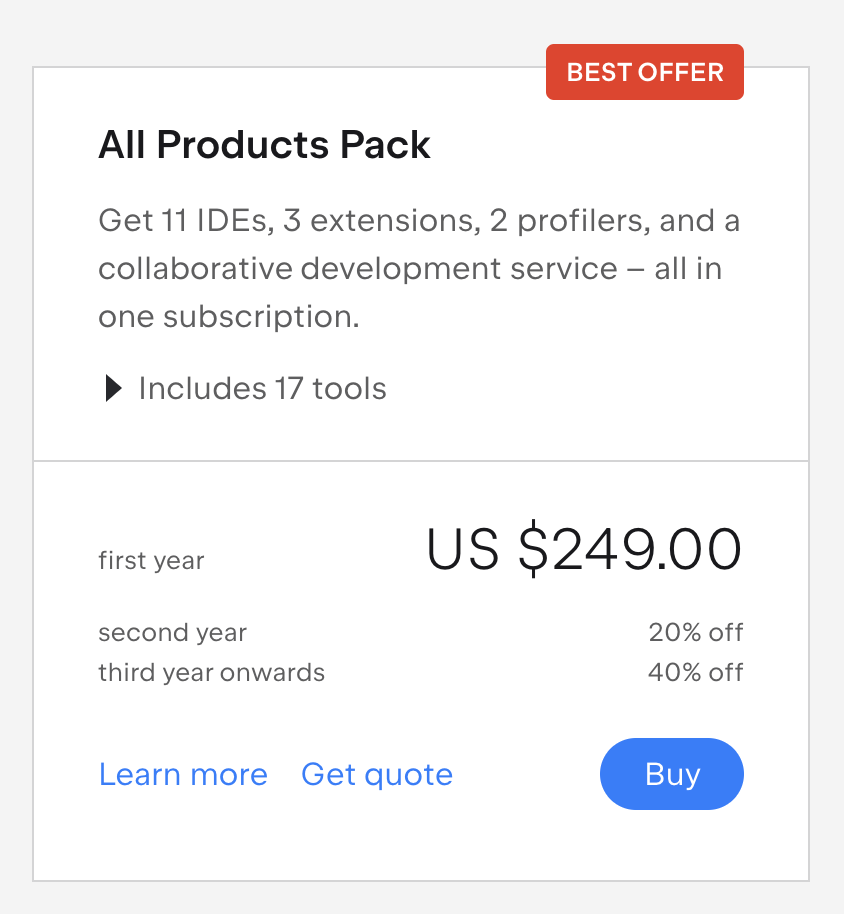 BEST OFFER
All Products Pack
Get 11 IDEs, 3 extensions, 2 profilers, and a
collaborative development service – all in
one subscription.
Includes 17 tools
first year US $249.00
second year 20% off
third year onwards 40% off
Learn more Get quote Buy